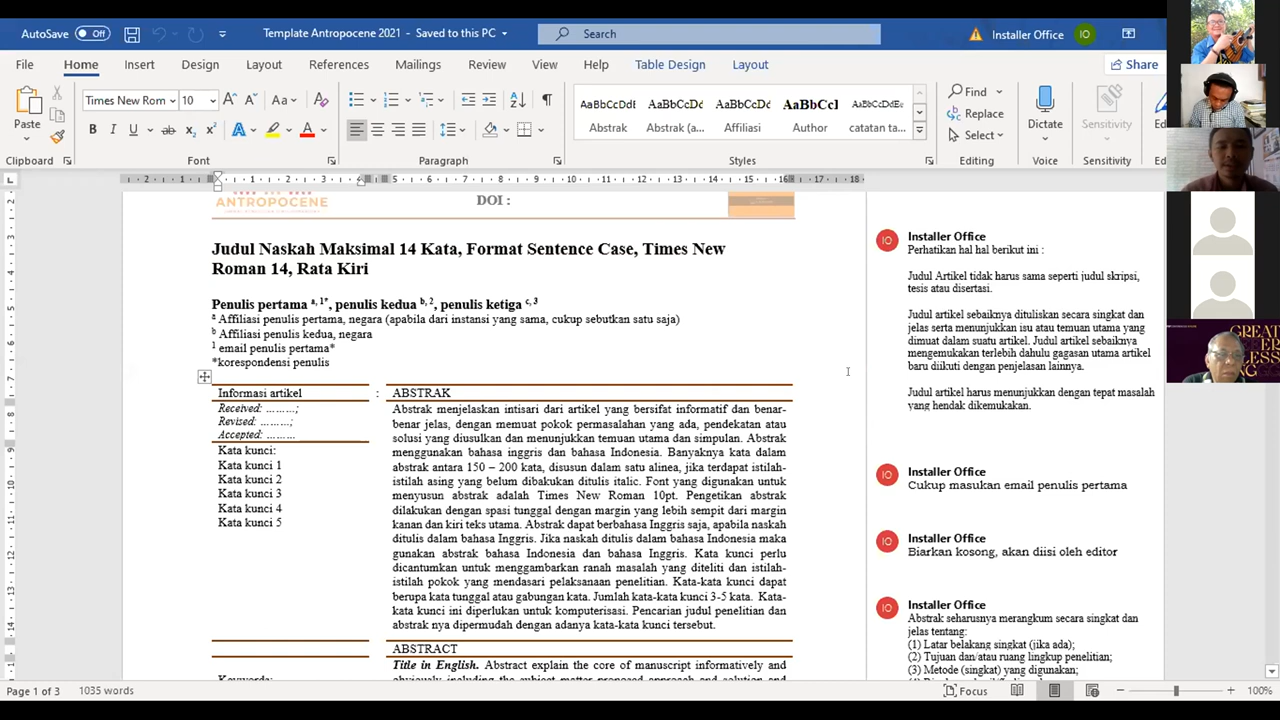 AutoSave Off Template Antropocene 2021 - Saved to this PC Search Installer Office IO
File Home Insert Design Layout References Mailings Review View Help Table Design Layout Share
Paste Times New Rom 10 Aa Find Replace Select Dictate Sensitivity
AaBbCcDdE AaBbCcDd AaBbCcDd AaBbCcI AaBbCcDdEe
Abstrak Abstrak (a... Affiliasi Author catatan ta...
Clipboard Font Paragraph Styles Editing Voice Sensitivity
ANTROPOCENE
DOI :
Judul Naskah Maksimal 14 Kata, Format Sentence Case, Times New
Roman 14, Rata Kiri
Penulis pertama a, 1*, penulis kedua b, 2, penulis ketiga c, 3
a Affiliasi penulis pertama, negara (apabila dari instansi yang sama, cukup sebutkan satu saja)
b Affiliasi penulis kedua, negara
1 email penulis pertama*
*korespondensi penulis
Informasi artikel : ABSTRAK
Received: ………;
Revised: ………;
Accepted: ………
Kata kunci:
Kata kunci 1
Kata kunci 2
Kata kunci 3
Kata kunci 4
Kata kunci 5
Abstrak menjelaskan intisari dari artikel yang bersifat informatif dan benar-
benar jelas, dengan memuat pokok permasalahan yang ada, pendekatan atau
solusi yang diusulkan dan menunjukkan temuan utama dan simpulan. Abstrak
menggunakan bahasa inggris dan bahasa Indonesia. Banyaknya kata dalam
abstrak antara 150 – 200 kata, disusun dalam satu alinea, jika terdapat istilah-
istilah asing yang belum dibakukan ditulis italic. Font yang digunakan untuk
menyusun abstrak adalah Times New Roman 10pt. Pengetikan abstrak
dilakukan dengan spasi tunggal dengan margin yang lebih sempit dari margin
kanan dan kiri teks utama. Abstrak dapat berbahasa Inggris saja, apabila naskah
ditulis dalam bahasa Inggris. Jika naskah ditulis dalam bahasa Indonesia maka
gunakan abstrak bahasa Indonesia dan bahasa Inggris. Kata kunci perlu
dicantumkan untuk menggambarkan ranah masalah yang diteliti dan istilah-
istilah pokok yang mendasari pelaksanaan penelitian. Kata-kata kunci dapat
berupa kata tunggal atau gabungan kata. Jumlah kata-kata kunci 3-5 kata. Kata-
kata kunci ini diperlukan untuk komputerisasi. Pencarian judul penelitian dan
abstrak nya dipermudah dengan adanya kata-kata kunci tersebut.
ABSTRACT
Title in English. Abstract explain the core of manuscript informatively and
Keywords:
obviously including the subject matter proposed approach and solution and
IO Installer Office
Perhatikan hal hal berikut ini :
Judul Artikel tidak harus sama seperti judul skripsi,
tesis atau disertasi.
Judul artikel sebaiknya dituliskan secara singkat dan
jelas serta menunjukkan isu atau temuan utama yang
dimuat dalam suatu artikel. Judul artikel sebaiknya
mengemukakan terlebih dahulu gagasan utama artikel
baru diikuti dengan penjelasan lainnya.
Judul artikel harus menunjukkan dengan tepat masalah
yang hendak dikemukakan.
IO Installer Office
Cukup masukan email penulis pertama
IO Installer Office
Biarkan kosong, akan diisi oleh editor
IO Installer Office
Abstrak seharusnya merangkum secara singkat dan
jelas tentang:
(1) Latar belakang singkat (jika ada);
(2) Tujuan dan/atau ruang lingkup penelitian;
(3) Metode (singkat) yang digunakan;
Page 1 of 3 1035 words Focus 100%